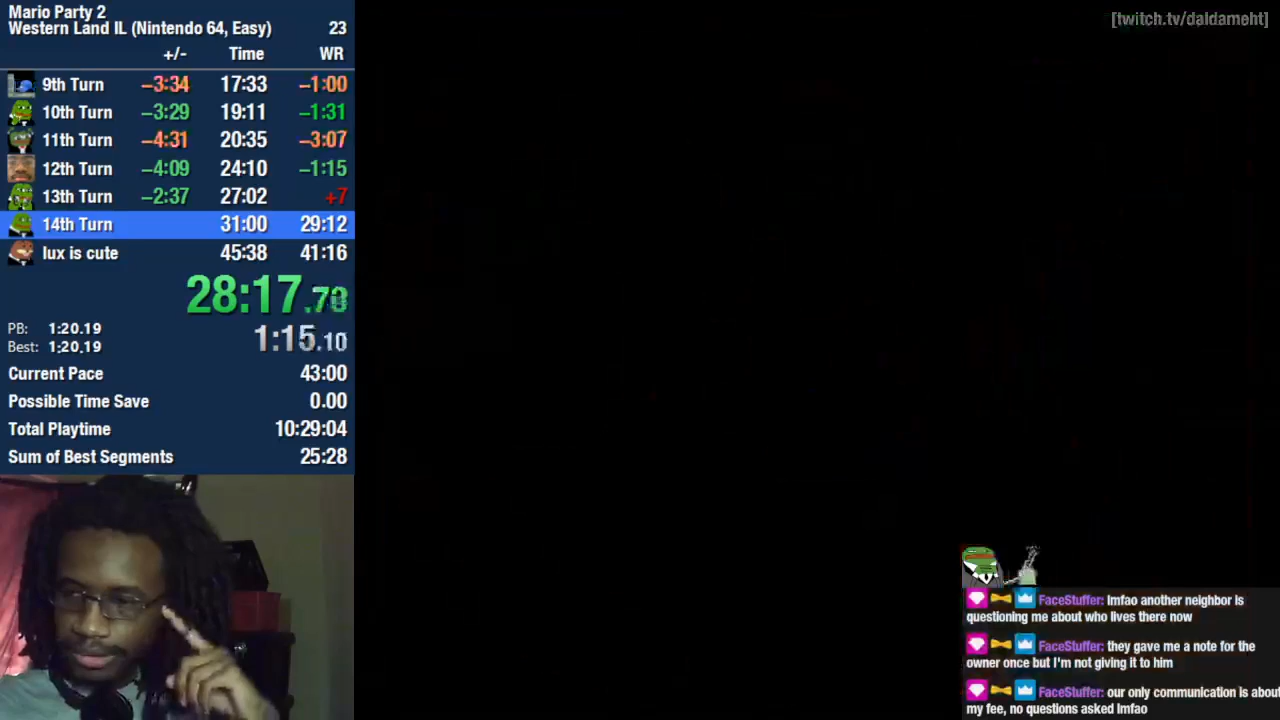 Mario Party 2
Western Land IL (Nintendo 64, Easy) 23
+/- Time WR
9th Turn −3:34 17:33 −1:00
10th Turn −3:29 19:11 −1:31
11th Turn −4:31 20:35 −3:07
12th Turn −4:09 24:10 −1:15
13th Turn −2:37 27:02 +7
14th Turn 31:00 29:12
lux is cute 45:38 41:16
28:17.78
PB: 1:20.19
Best: 1:20.19
1:15.10
Current Pace 43:00
Possible Time Save 0.00
Total Playtime 10:29:04
Sum of Best Segments 25:28
[twitch.tv/daldameht]
FaceStuffer: lmfao another neighbor is
questioning me about who lives there now
FaceStuffer: they gave me a note for the
owner once but I'm not giving it to him
FaceStuffer: our only communication is about
my fee, no questions asked lmfao